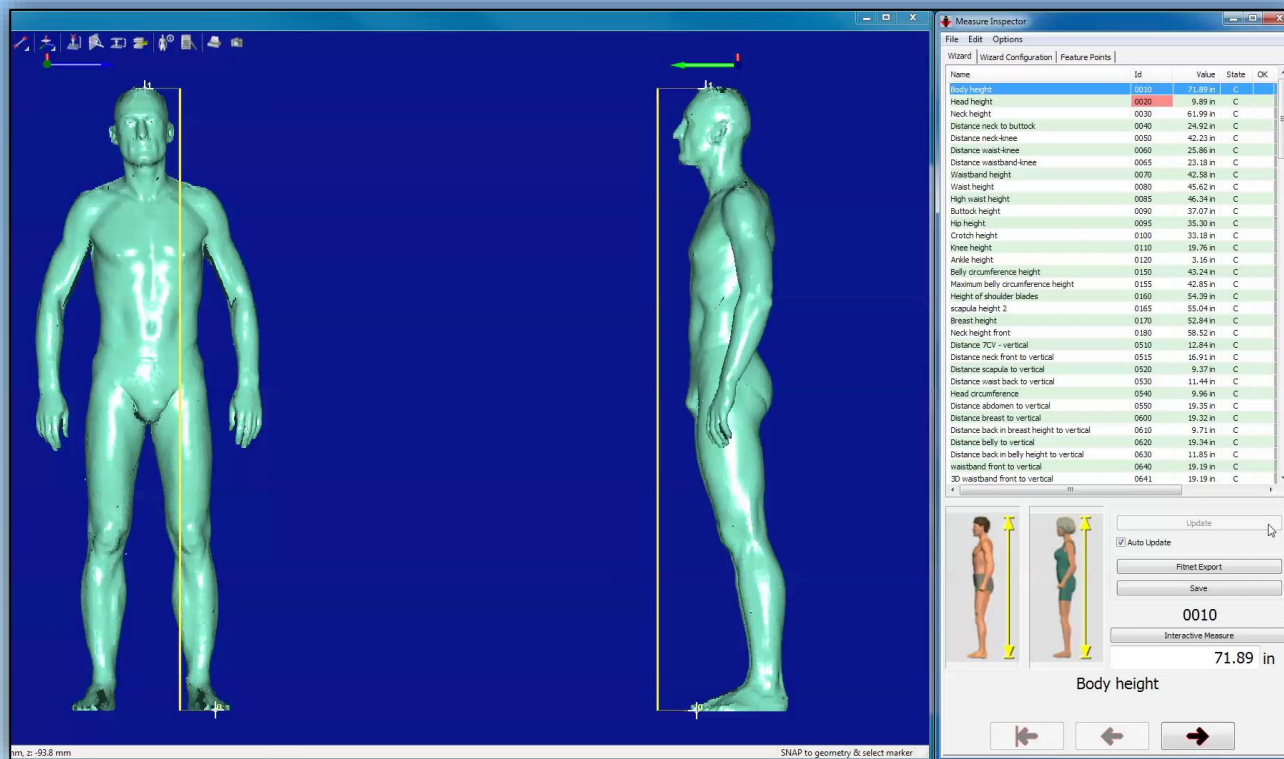 Measure Inspector
File Edit Options
Wizard Wizard Configuration Feature Points
Name Id Value State OK
Body height 0010 71.89 in C
Head height 0020 9.89 in C
Neck height 0030 61.99 in C
Distance neck to buttock 0040 24.92 in C
Distance neck-knee 0050 42.23 in C
Distance waist-knee 0060 25.86 in C
Distance waistband-knee 0065 23.18 in C
Waistband height 0070 42.58 in C
Waist height 0080 45.62 in C
High waist height 0085 46.34 in C
Buttock height 0090 37.07 in C
Hip height 0095 35.30 in C
Crotch height 0100 33.18 in C
Knee height 0110 19.76 in C
Ankle height 0120 3.16 in C
Belly circumference height 0150 43.24 in C
Maximum belly circumference height 0155 42.85 in C
Height of shoulder blades 0160 54.39 in C
scapula height 2 0165 55.04 in C
Breast height 0170 52.84 in C
Neck height front 0180 58.52 in C
Distance 7CV - vertical 0510 12.84 in C
Distance neck front to vertical 0515 16.91 in C
Distance scapula to vertical 0520 9.37 in C
Distance waist back to vertical 0530 11.44 in C
Head circumference 0540 9.96 in C
Distance abdomen to vertical 0550 19.35 in C
Distance breast to vertical 0600 19.32 in C
Distance back in breast height to vertical 0610 9.71 in C
Distance belly to vertical 0620 19.34 in C
Distance back in belly height to vertical 0630 11.85 in C
waistband front to vertical 0640 19.19 in C
3D waistband front to vertical 0641 19.19 in C
Update
Auto Update
Fitnet Export
Save
0010
Interactive Measure
71.89 in
Body height
mm, z: -93.8 mm
SNAP to geometry & select marker